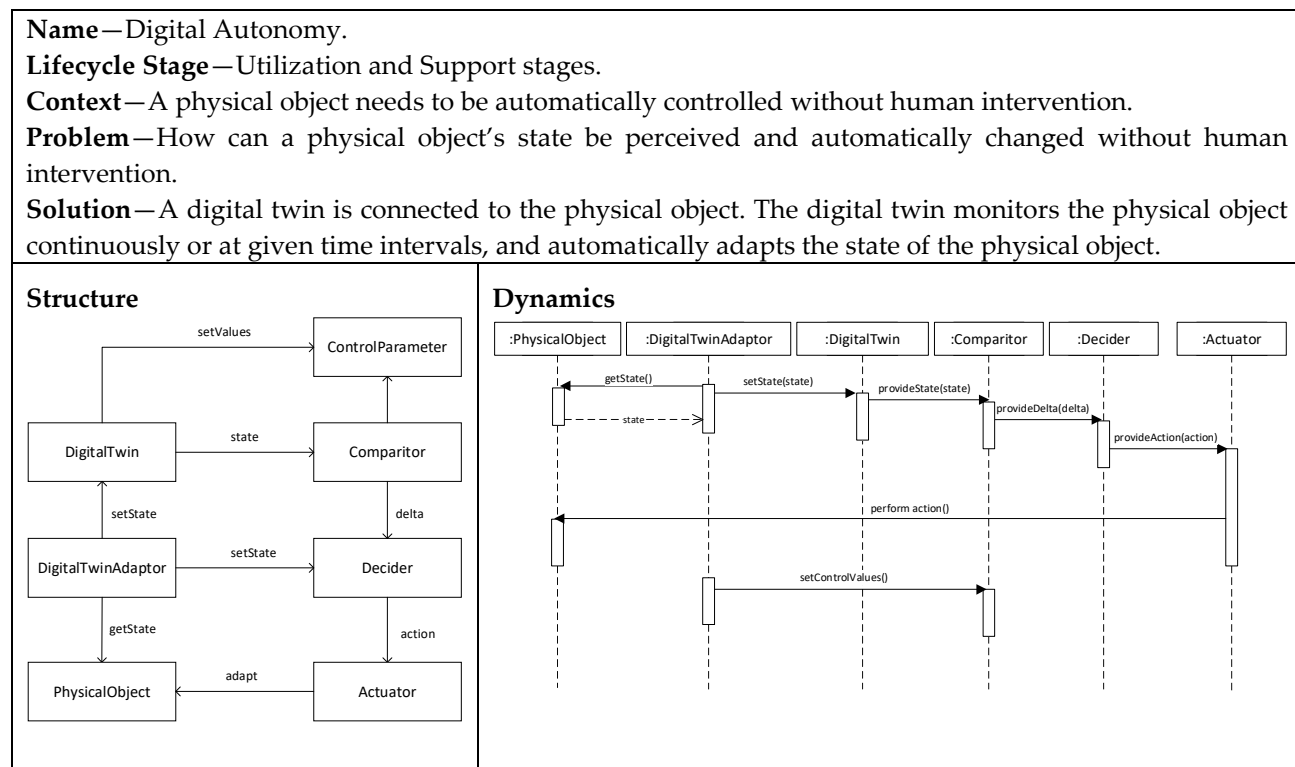 Name—Digital Autonomy.
Lifecycle Stage—Utilization and Support stages.
Context—A physical object needs to be automatically controlled without human intervention.
Problem—How can a physical object's state be perceived and automatically changed without human
intervention.
Solution—A digital twin is connected to the physical object. The digital twin monitors the physical object
continuously or at given time intervals, and automatically adapts the state of the physical object.
Structure
setValues
ControlParameter
DigitalTwin
state
Comparitor
setState
delta
DigitalTwinAdaptor
setState
Decider
getState
action
PhysicalObject
adapt
Actuator
Dynamics
:PhysicalObject
:DigitalTwinAdaptor
:DigitalTwin
:Comparitor
:Decider
:Actuator
getState()
setState(state)
provideState(state)
provideDelta(delta)
state
provideAction(action)
perform action()
setControlValues()